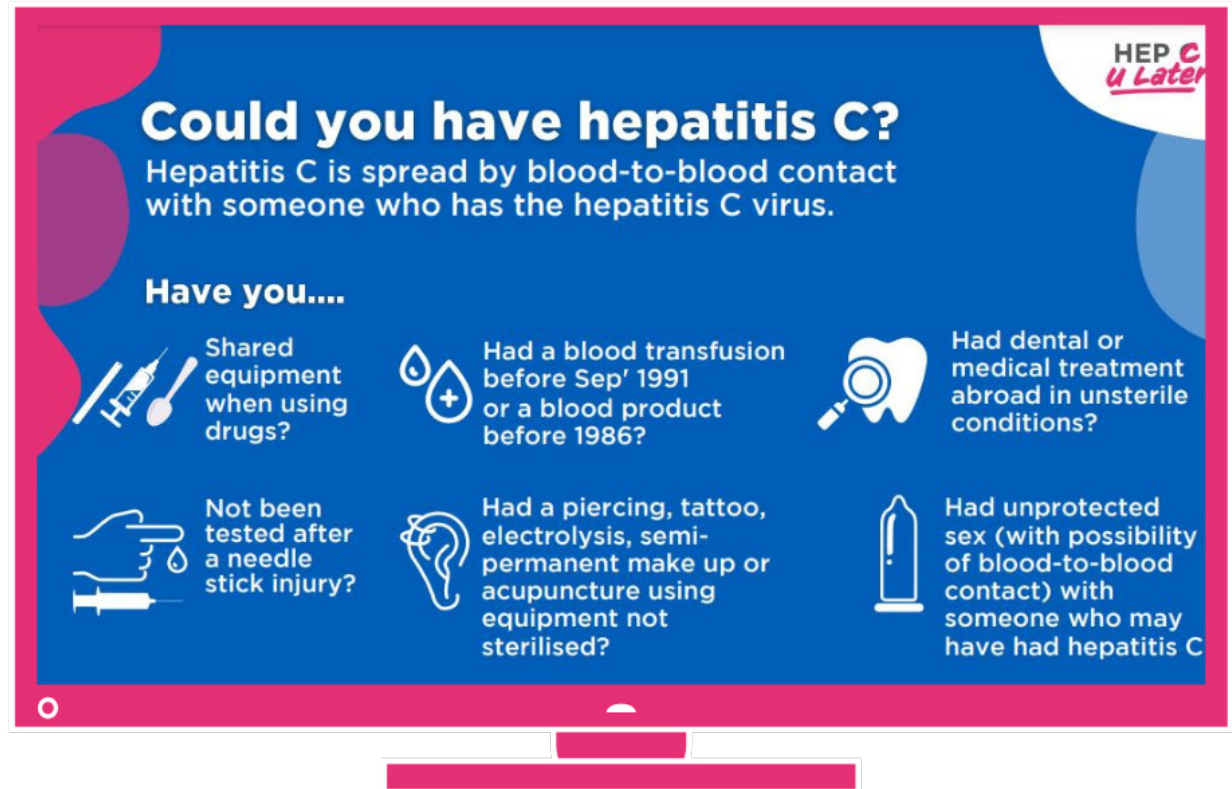 HEP C
U Later
Could you have hepatitis C?
Hepatitis C is spread by blood-to-blood contact
with someone who has the hepatitis C virus.
Have you....
Shared
equipment
when using
drugs?
Had a blood transfusion
before Sep' 1991
or a blood product
before 1986?
Had dental or
medical treatment
abroad in unsterile
conditions?
Not been
tested after
a needle
stick injury?
Had a piercing, tattoo,
electrolysis, semi-
permanent make up or
acupuncture using
equipment not
sterilised?
Had unprotected
sex (with possibility
of blood-to-blood
contact) with
someone who may
have had hepatitis C